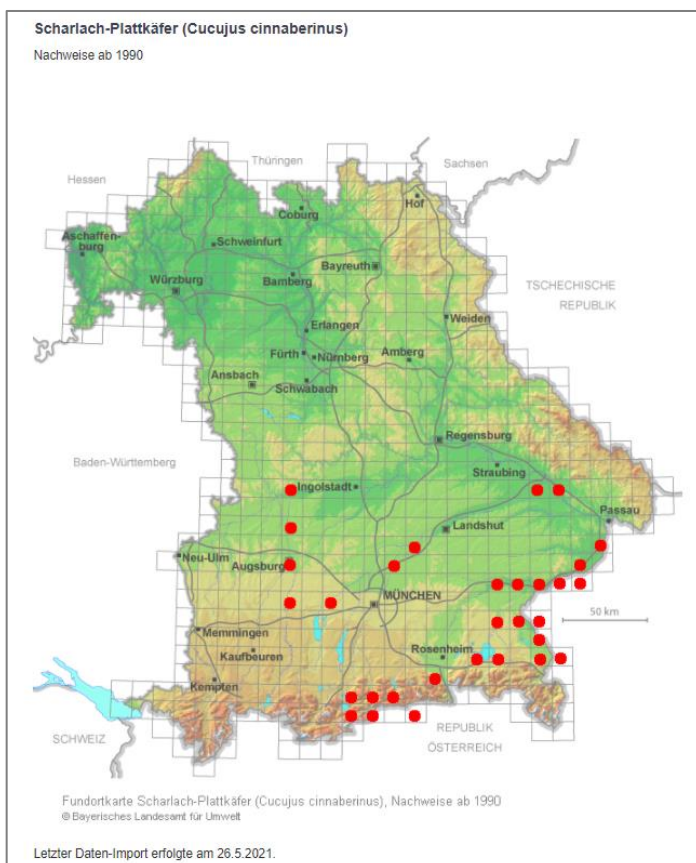 Scharlach-Plattkäfer (Cucujus cinnaberinus)
Nachweise ab 1990
Thüringen
Sachsen
Hessen
Hof
Coburg
Aschaffen-
burg
Schweinfurt
Bayreuth
Bamberg
Würzburg
TSCHECHISCHE
REPUBLIK
Weiden
Erlangen
Fürth
Nürnberg
Amberg
Ansbach
Schwabach
Regensburg
Baden-Württemberg
Straubing
Ingolstadt
Passau
Landshut
Neu-Ulm
Augsburg
MÜNCHEN
50 km
Memmingen
Kaufbeuren
Rosenheim
Kempten
REPUBLIK
ÖSTERREICH
SCHWEIZ
Fundortkarte Scharlach-Plattkäfer (Cucujus cinnaberinus), Nachweise ab 1990
© Bayerisches Landesamt für Umwelt
Letzter Daten-Import erfolgte am 26.5.2021.